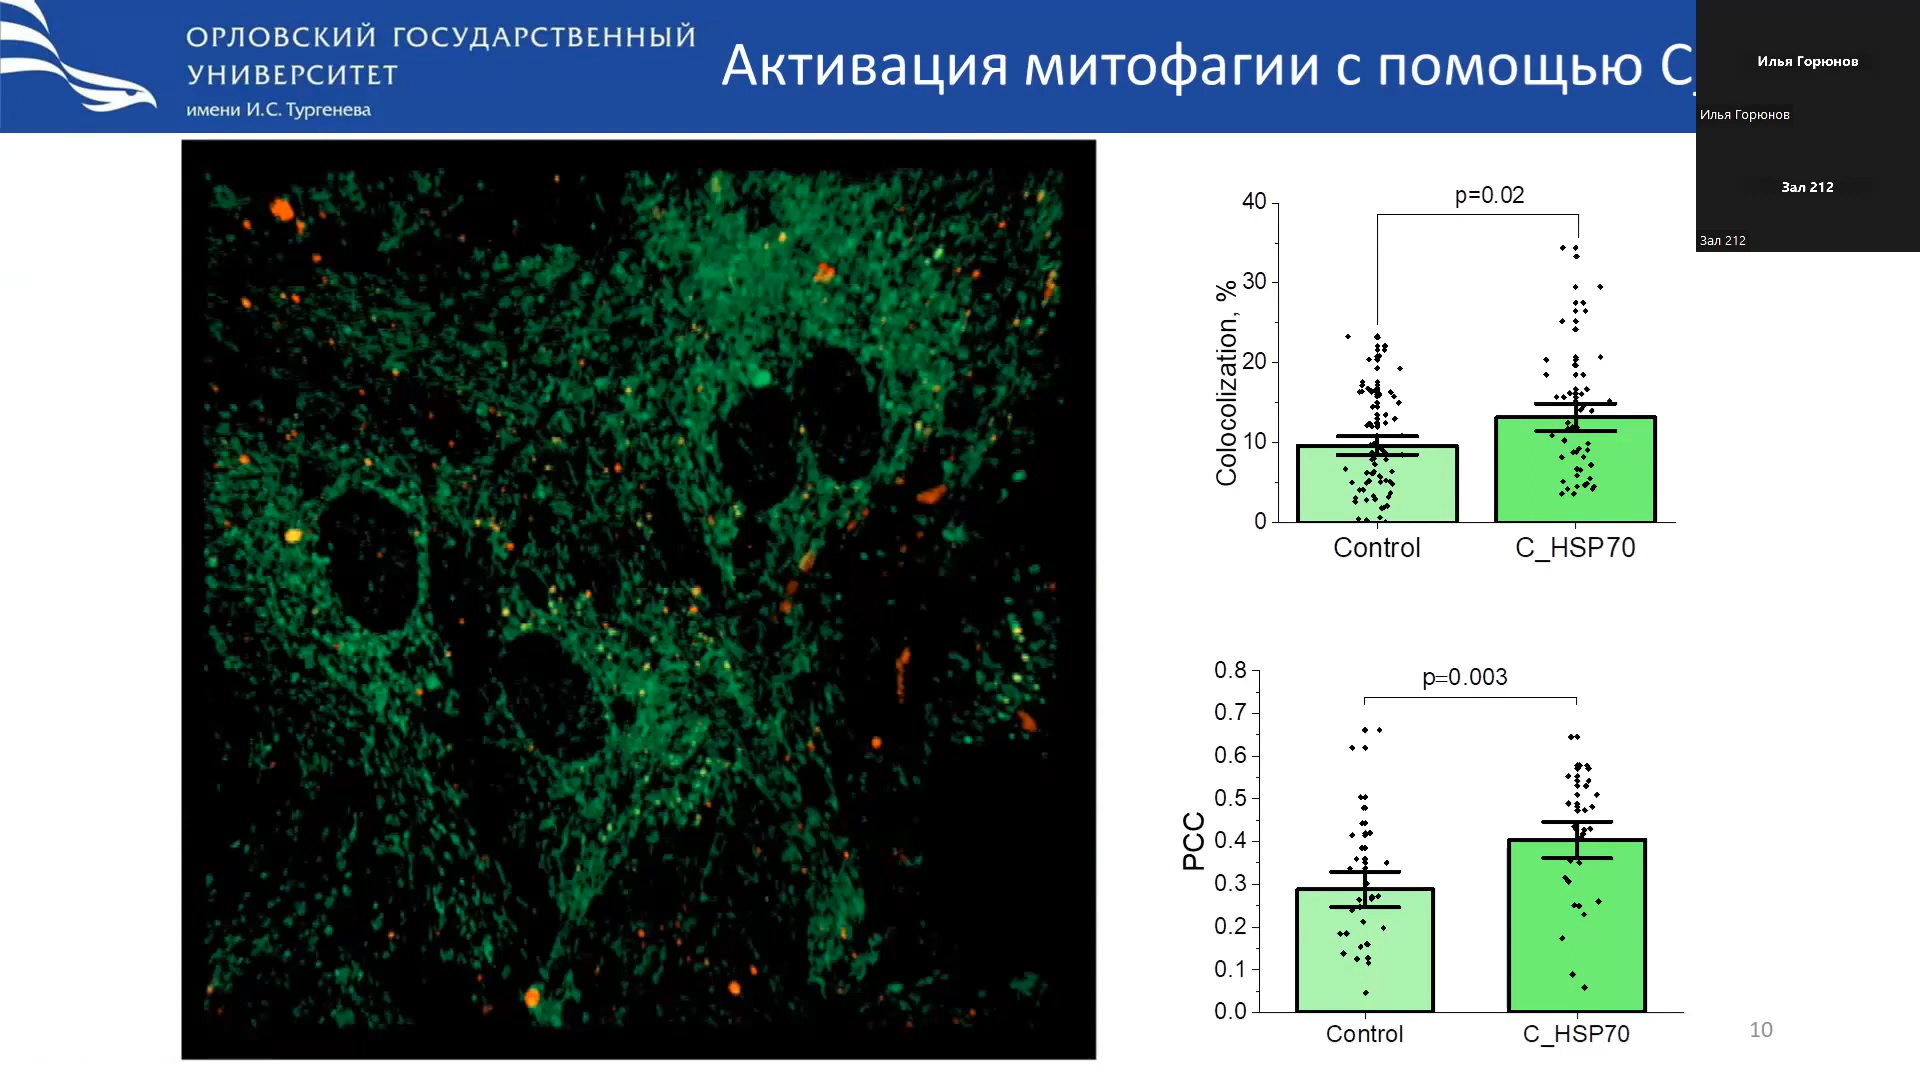 ОРЛОВСКИЙ ГОСУДАРСТВЕННЫЙ
УНИВЕРСИТЕТ
имени И.С. Тургенева
Активация митофагии с помощью C_
Илья Горюнов
Илья Горюнов
Зал 212
Зал 212
p=0.02
40
30
20
10
0
Colocolization, %
Control
C_HSP70
p=0.003
0.8
0.7
0.6
0.5
0.4
0.3
0.2
0.1
0.0
PCC
Control
C_HSP70
10